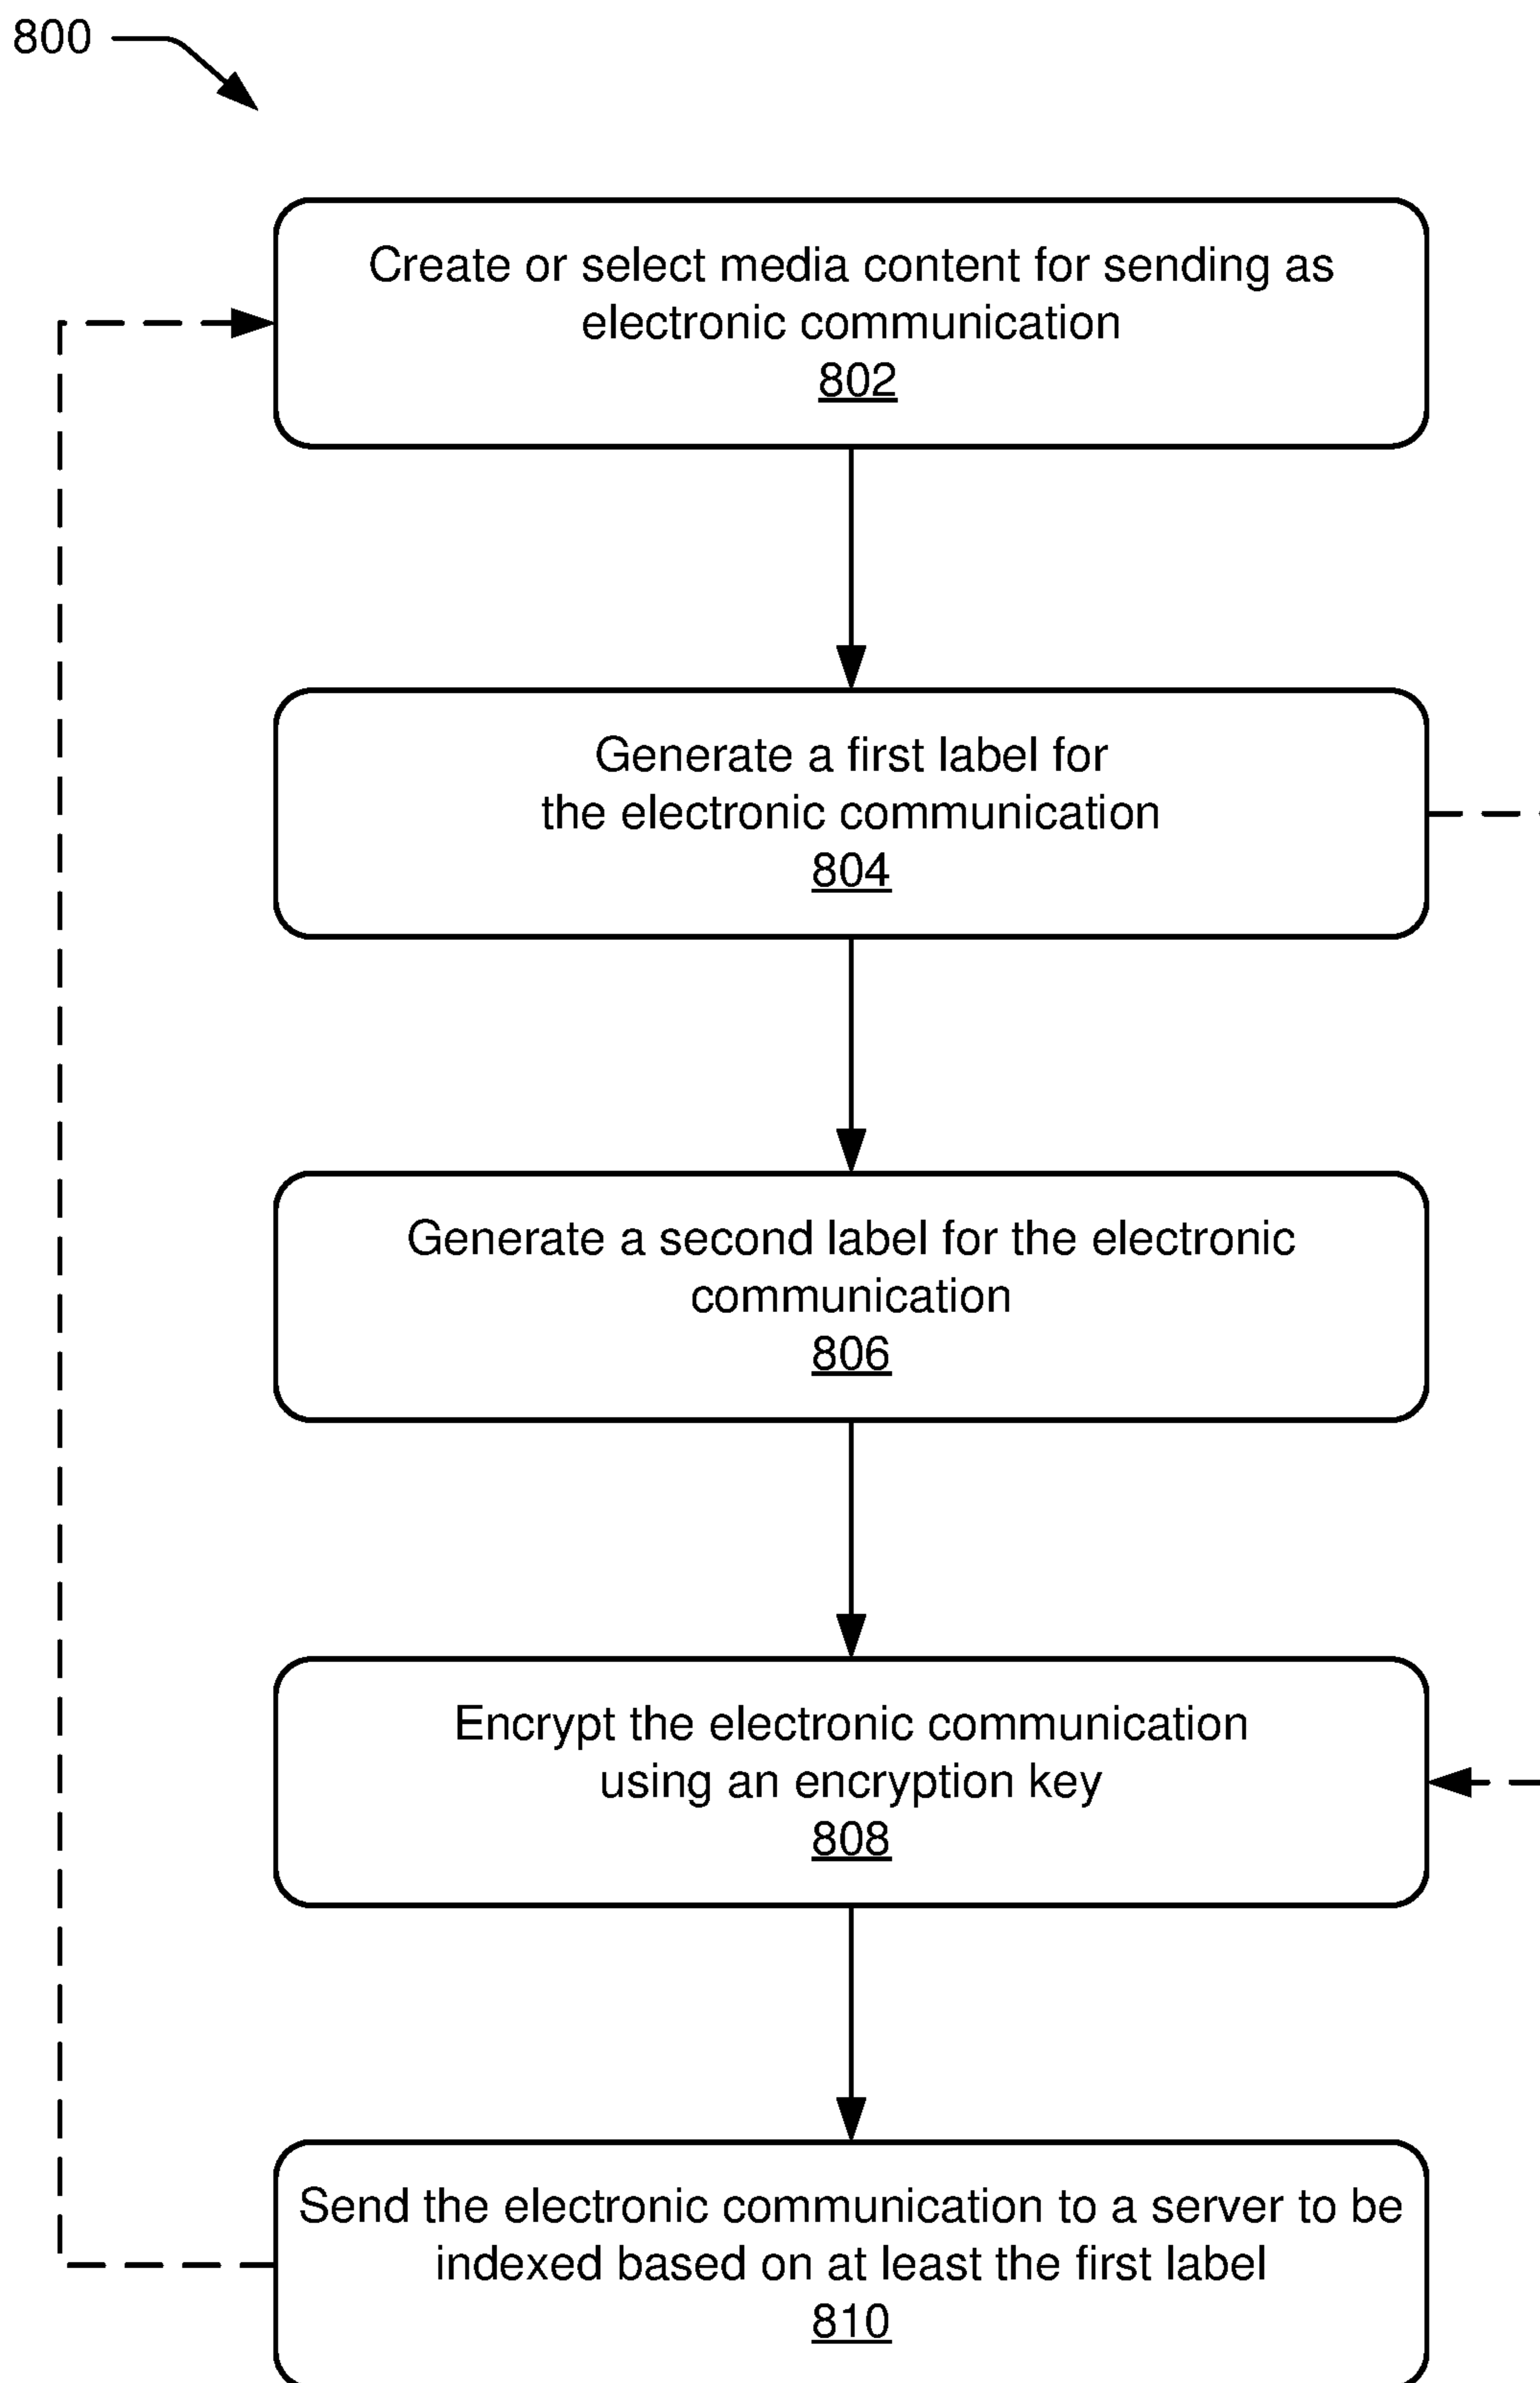 800
Create or select media content for sending as
electronic communication
802
Generate a first label for
the electronic communication
804
Generate a second label for the electronic
communication
806
Encrypt the electronic communication
using an encryption key
808
Send the electronic communication to a server to be
indexed based on at least the first label
810